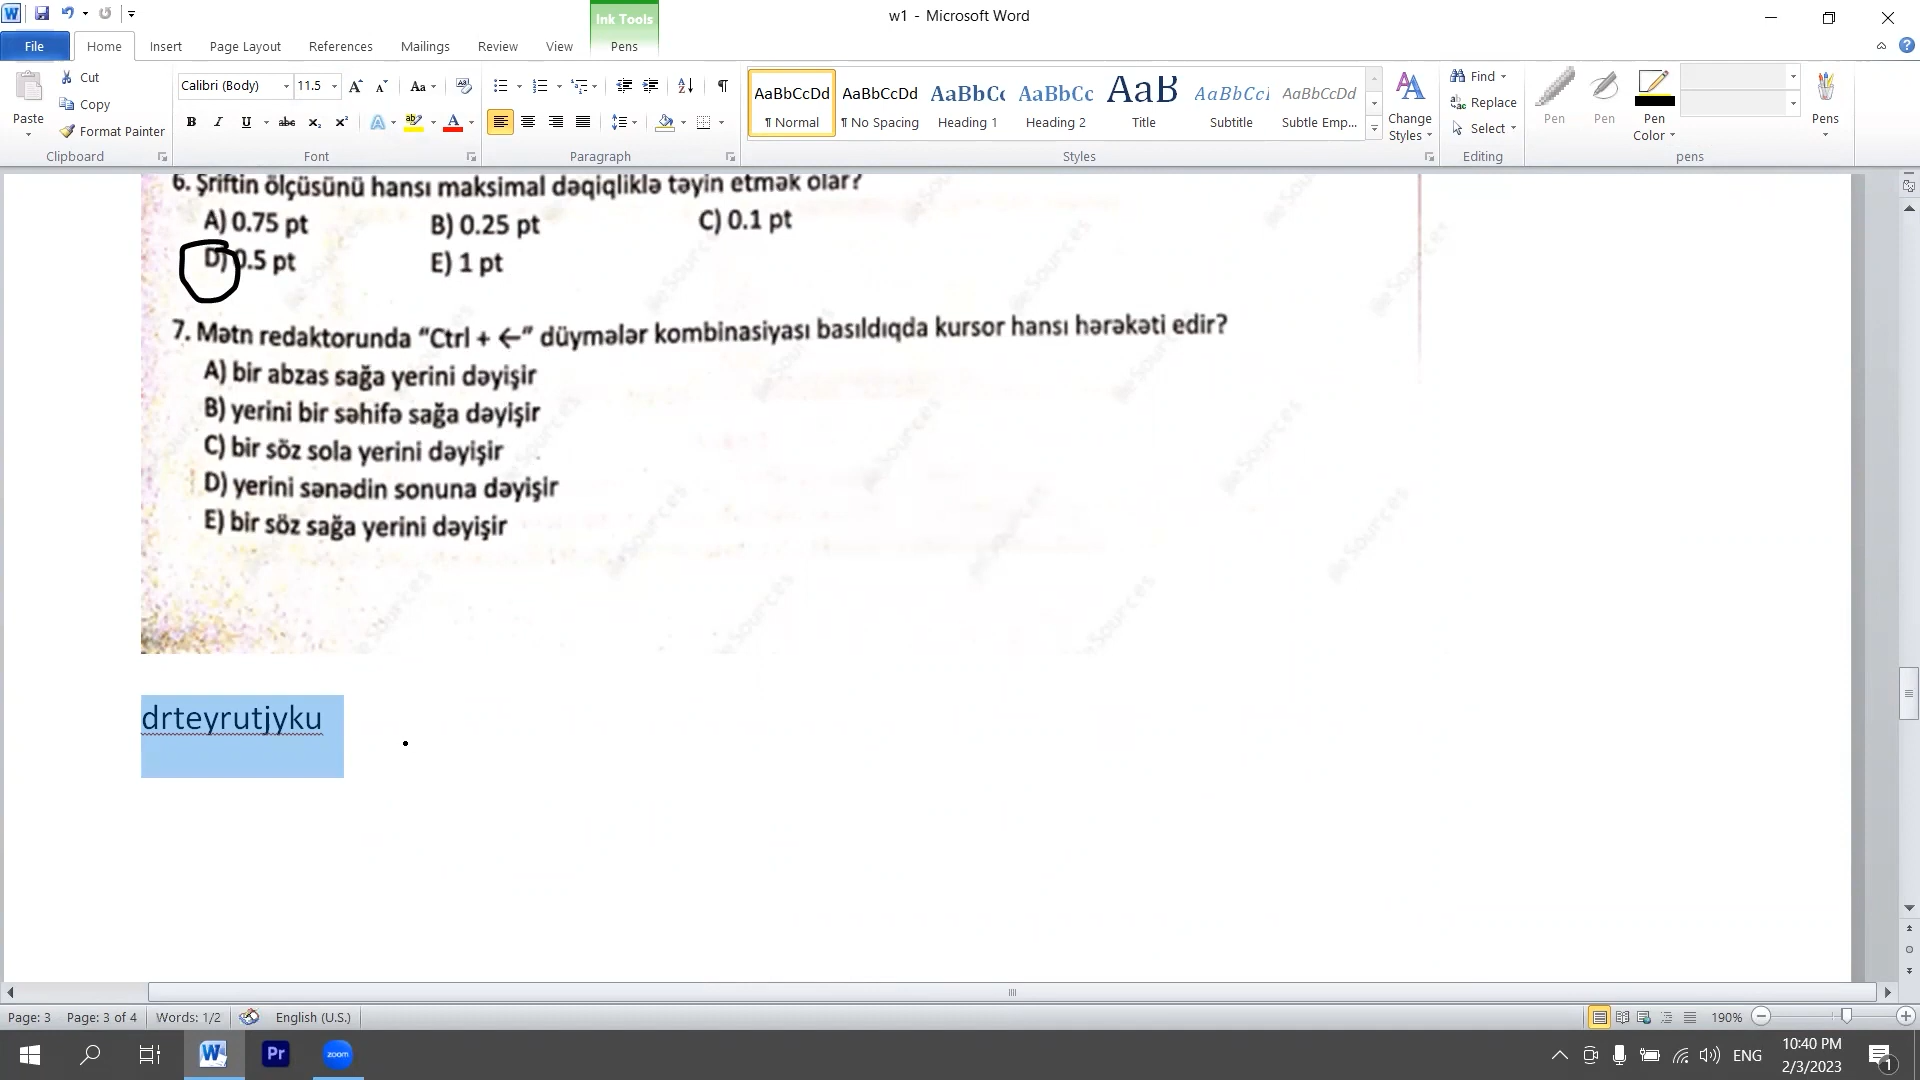 w1 - Microsoft Word
Ink Tools
File Home Insert Page Layout References Mailings Review View Pens
Paste
Cut
Copy
Format Painter
Clipboard
Calibri (Body) 11.5
Font
Paragraph
AaBbCcDd AaBbCcDd AaBbCc AaBbCc AaB AaBbCcI AaBbCcDd
¶ Normal ¶ No Spacing Heading 1 Heading 2 Title Subtitle Subtle Emp...
Change Styles
Styles
Find
Replace
Select
Editing
Pen Pen Pen Color
Pens
pens
6. Şriftin ölçüsünü hansı maksimal dəqiqliklə təyin etmək olar?
A) 0.75 pt B) 0.25 pt C) 0.1 pt
D) 0.5 pt E) 1 pt
7. Mətn redaktorunda “Ctrl + ←” düymələr kombinasiyası basıldıqda kursor hansı hərəkəti edir?
A) bir abzas sağa yerini dəyişir
B) yerini bir səhifə sağa dəyişir
C) bir söz sola yerini dəyişir
D) yerini sənədin sonuna dəyişir
E) bir söz sağa yerini dəyişir
drteyrutjyku
Page: 3 Page: 3 of 4 Words: 1/2 English (U.S.) 190%
W Pr zoom
ENG
10:40 PM
2/3/2023
1